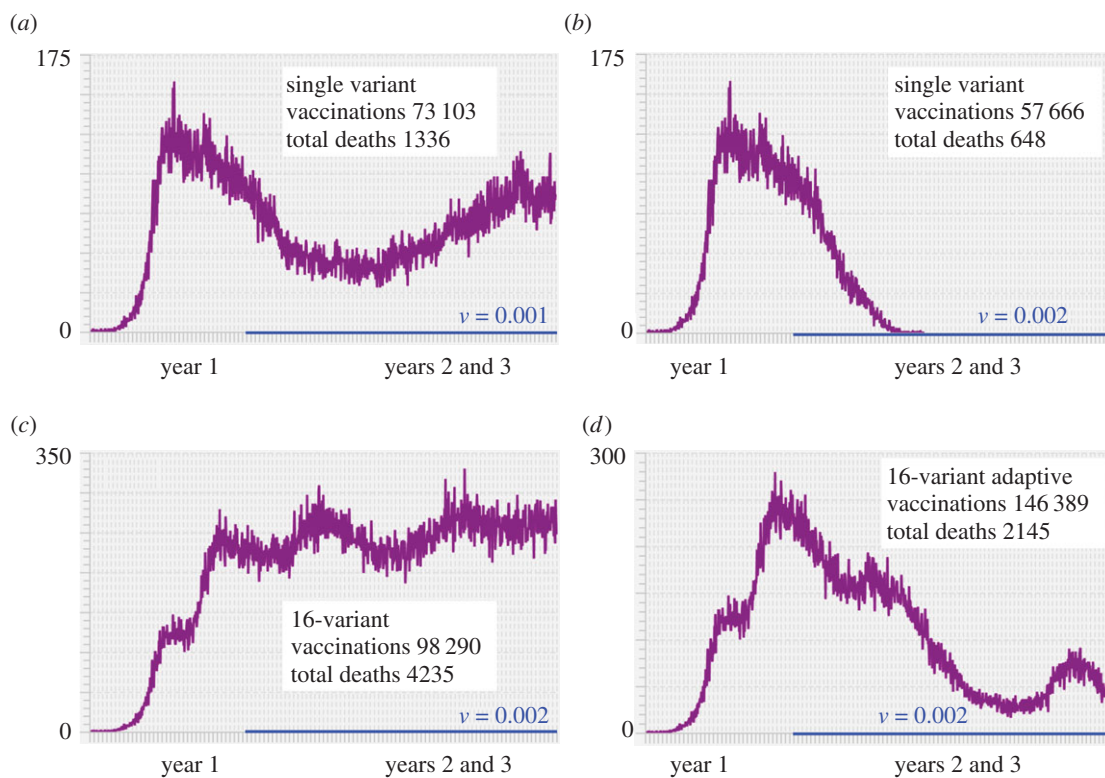 (a)
175
single variant
vaccinations 73 103
total deaths 1336
0
v = 0.001
year 1
years 2 and 3
(b)
175
single variant
vaccinations 57 666
total deaths 648
0
v = 0.002
year 1
years 2 and 3
(c)
350
16-variant
vaccinations 98 290
total deaths 4235
0
v = 0.002
year 1
years 2 and 3
(d)
300
16-variant adaptive
vaccinations 146 389
total deaths 2145
0
v = 0.002
year 1
years 2 and 3